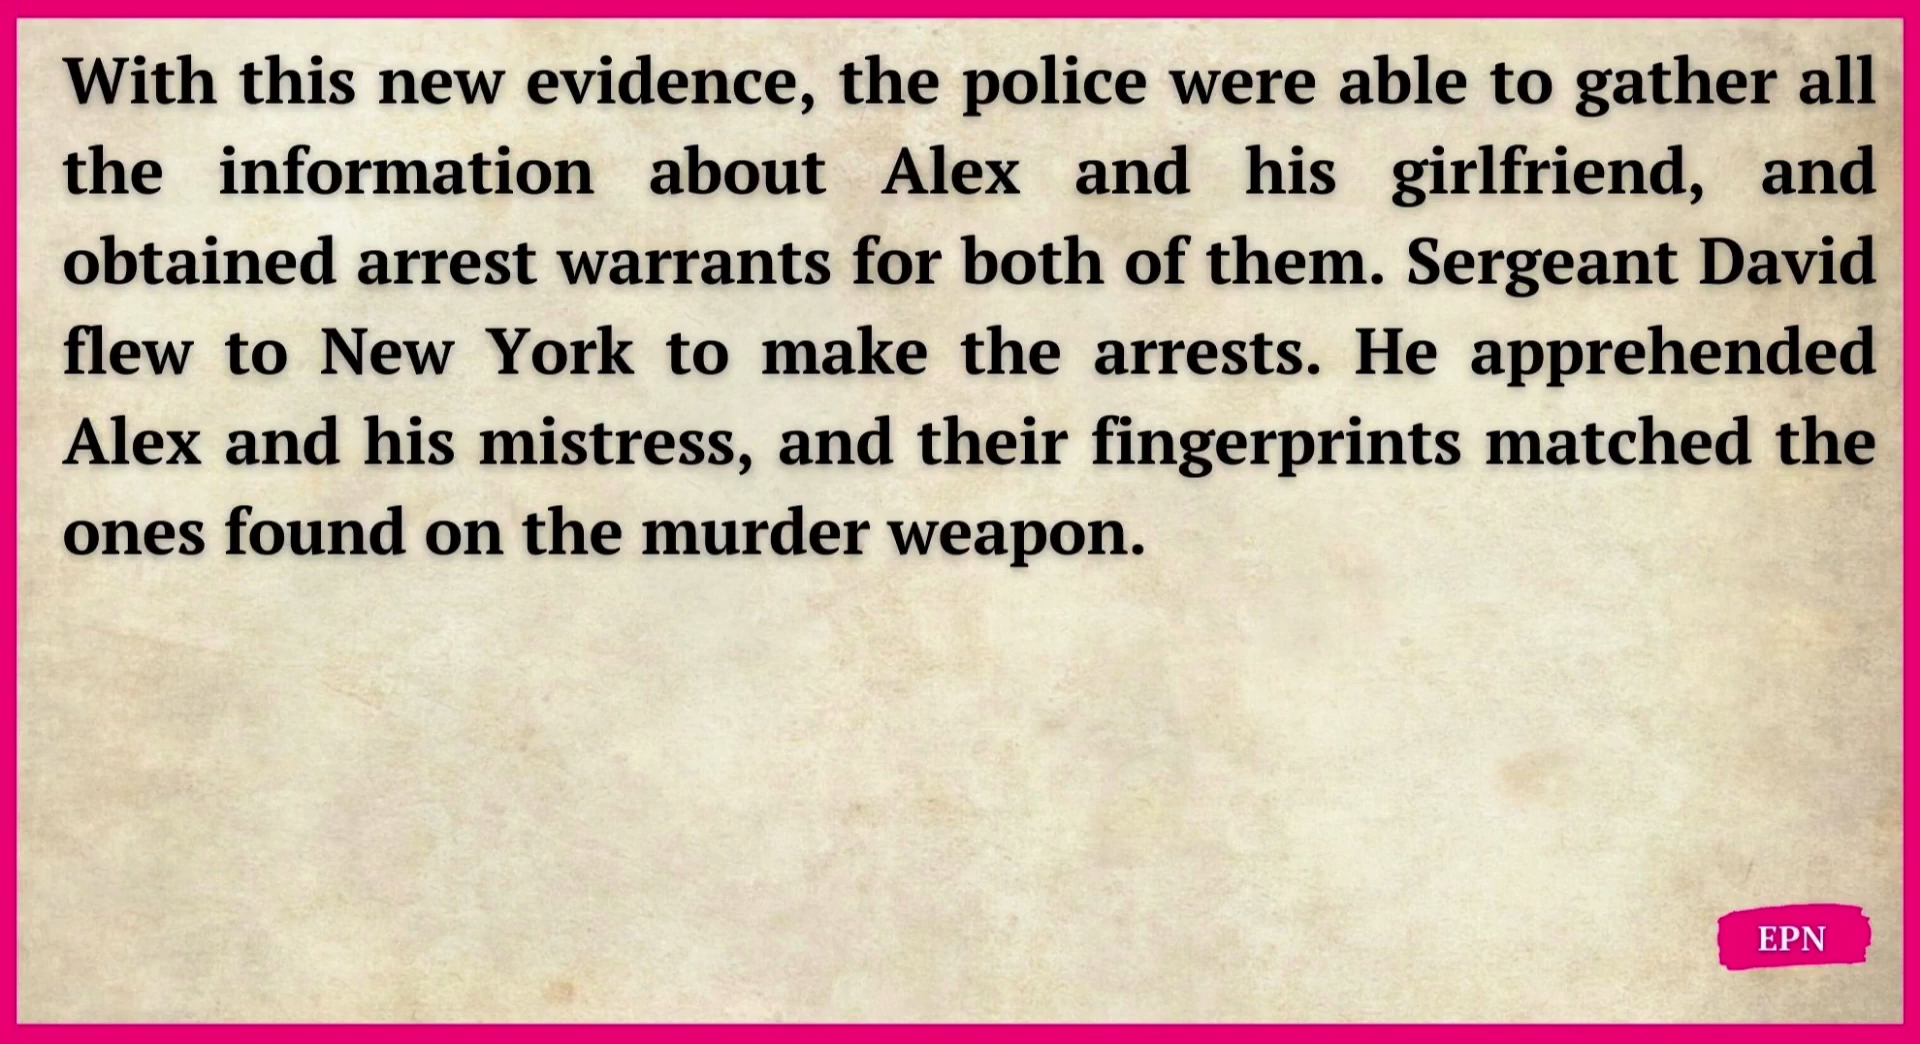 With this new evidence, the police were able to gather all
the information about Alex and his girlfriend, and
obtained arrest warrants for both of them. Sergeant David
flew to New York to make the arrests. He apprehended
Alex and his mistress, and their fingerprints matched the
ones found on the murder weapon.
EPN